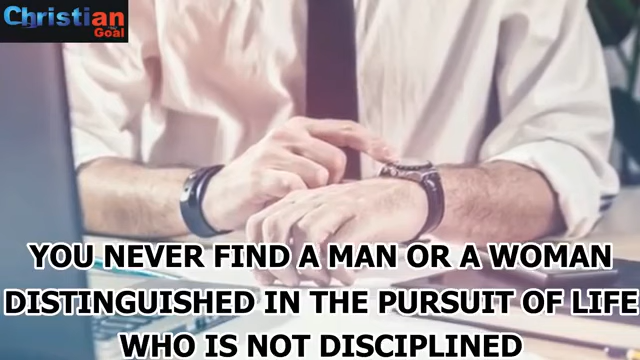 Christian
Goal
YOU NEVER FIND A MAN OR A WOMAN
DISTINGUISHED IN THE PURSUIT OF LIFE
WHO IS NOT DISCIPLINED